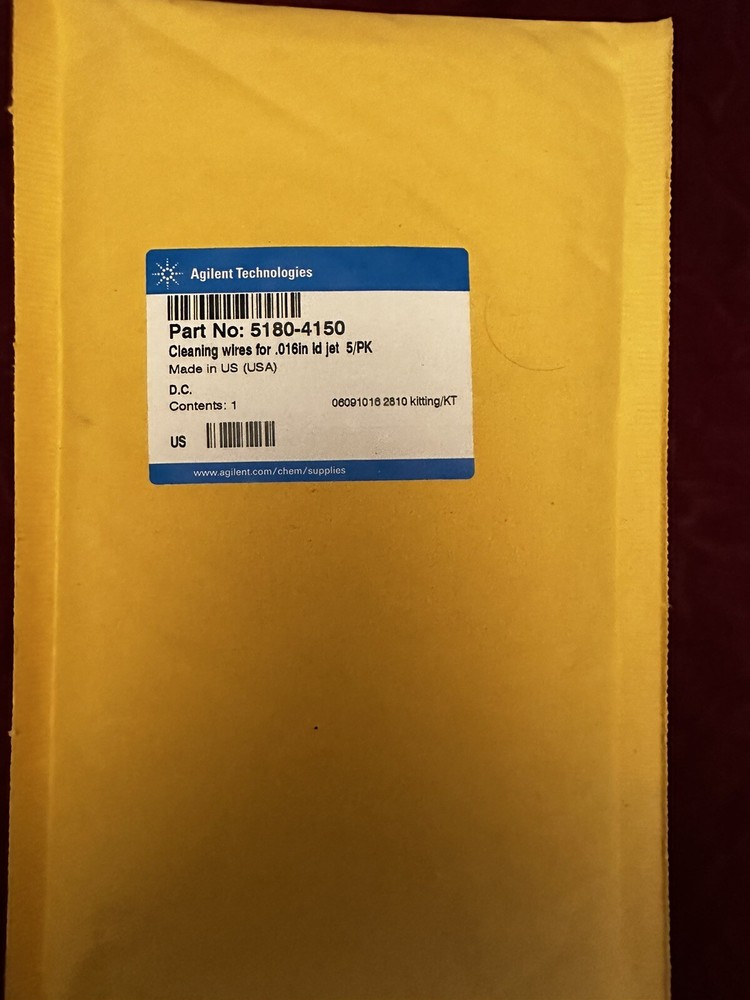 Agilent Technologies
Part No: 5180-4150
Cleaning wires for .016in id jet 5/PK
Made in US (USA)
D.C.
Contents: 1
06091016 2810 kitting/KT
US
www.agilent.com/chem/supplies